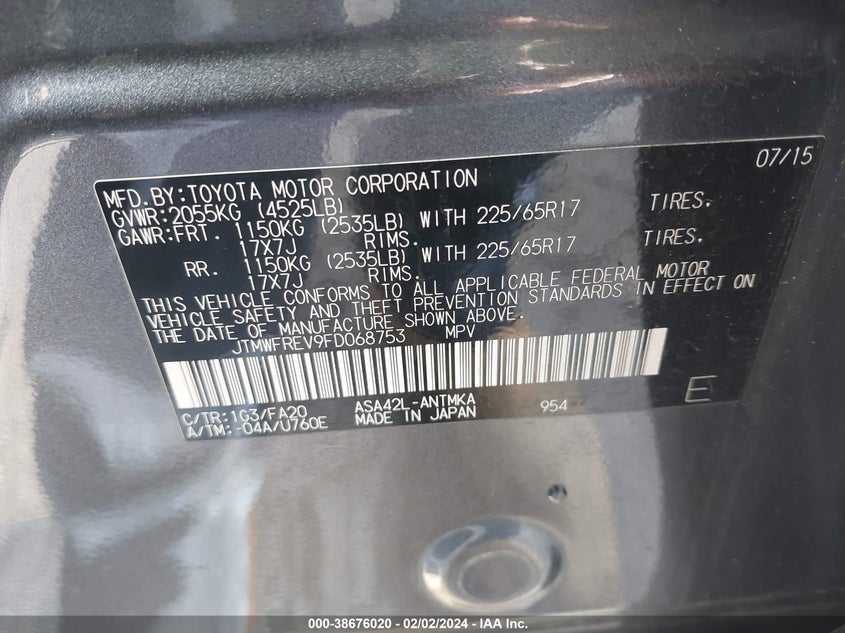 07/15
MFD.BY:TOYOTA MOTOR CORPORATION
GVWR:2055KG (4525LB)
GAWR:FRT. 1150KG (2535LB) WITH 225/65R17 TIRES.
17X7J RIMS.
RR. 1150KG (2535LB) WITH 225/65R17 TIRES.
17X7J RIMS.
THIS VEHICLE CONFORMS TO ALL APPLICABLE FEDERAL MOTOR
VEHICLE SAFETY AND THEFT PREVENTION STANDARDS IN EFFECT ON
THE DATE OF MANUFACTURE SHOWN ABOVE.
JTMWFREV9FD068753 MPV
C/TR:1G3/FA20 ASA42L-ANTMKA 954 E
A/TM:-04A/U760E MADE IN JAPAN
000-38676020 - 02/02/2024 - IAA Inc.